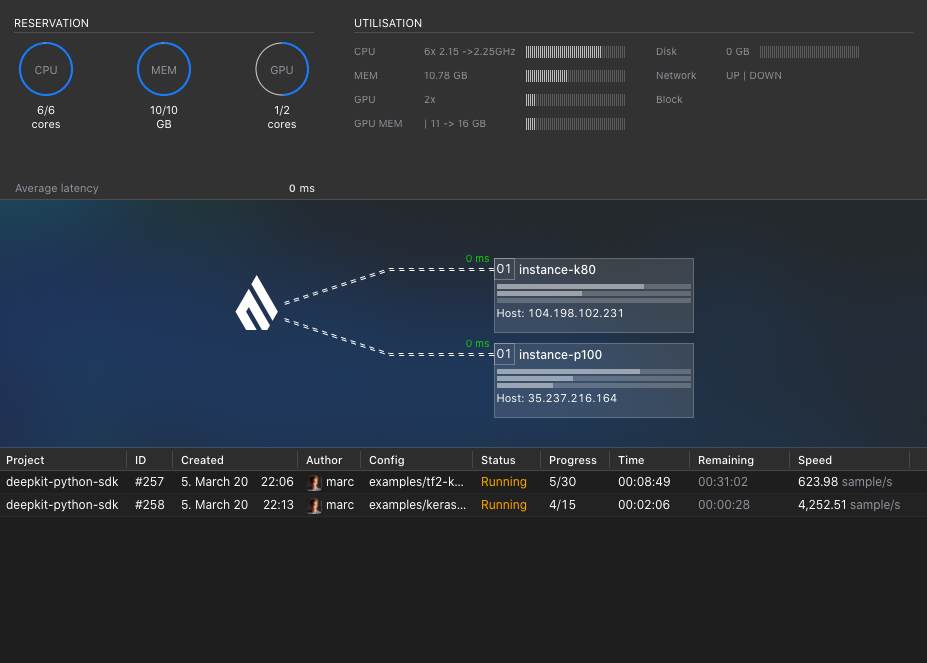 RESERVATION
CPU MEM GPU
6/6 10/10 1/2
cores GB cores
Average latency 0 ms
UTILISATION
CPU 6x 2.15 ->2.25GHz Disk 0 GB
MEM 10.78 GB Network UP | DOWN
GPU 2x Block
GPU MEM | 11 -> 16 GB
0 ms
01 instance-k80
Host: 104.198.102.231
0 ms
01 instance-p100
Host: 35.237.216.164
Project ID Created Author Config Status Progress Time Remaining Speed
deepkit-python-sdk #257 5. March 20 22:06 marc examples/tf2-k... Running 5/30 00:08:49 00:31:02 623.98 sample/s
deepkit-python-sdk #258 5. March 20 22:13 marc examples/keras... Running 4/15 00:02:06 00:00:28 4,252.51 sample/s